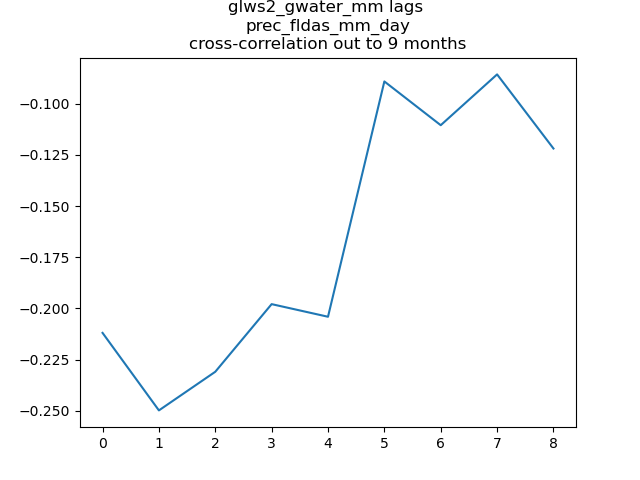 glws2_gwater_mm lags
prec_fldas_mm_day
cross-correlation out to 9 months
−0.100
−0.125
−0.150
−0.175
−0.200
−0.225
−0.250
0 1 2 3 4 5 6 7 8